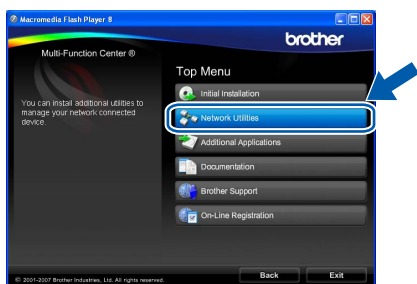 Macromedia Flash Player 8
brother
Multi-Function Center ®
Top Menu
You can install additional utilities to
manage your network connected
device.
Initial Installation
Network Utilities
Additional Applications
Documentation
Brother Support
On-Line Registration
© 2001-2007 Brother Industries, Ltd. All rights reserved.
Back
Exit